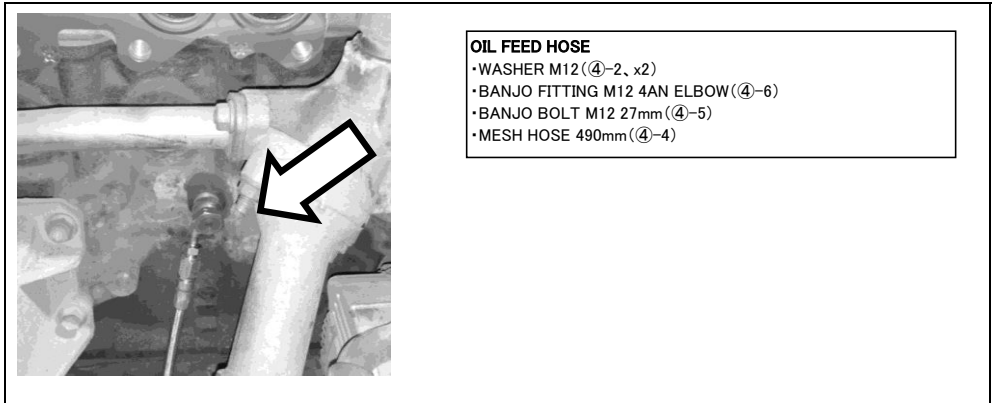 OIL FEED HOSE
・WASHER M12(④-2、x2)
・BANJO FITTING M12 4AN ELBOW(④-6)
・BANJO BOLT M12 27mm(④-5)
・MESH HOSE 490mm(④-4)